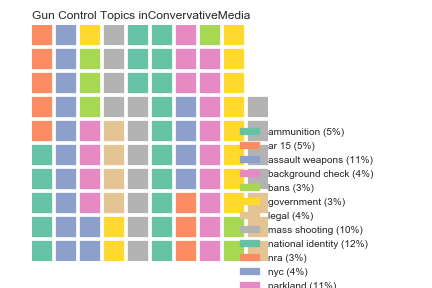 Gun Control Topics inConvervativeMedia
ammunition (5%)
ar 15 (5%)
assault weapons (11%)
background check (4%)
bans (3%)
government (3%)
legal (4%)
mass shooting (10%)
national identity (12%)
nra (3%)
nyc (4%)
parkland (11%)